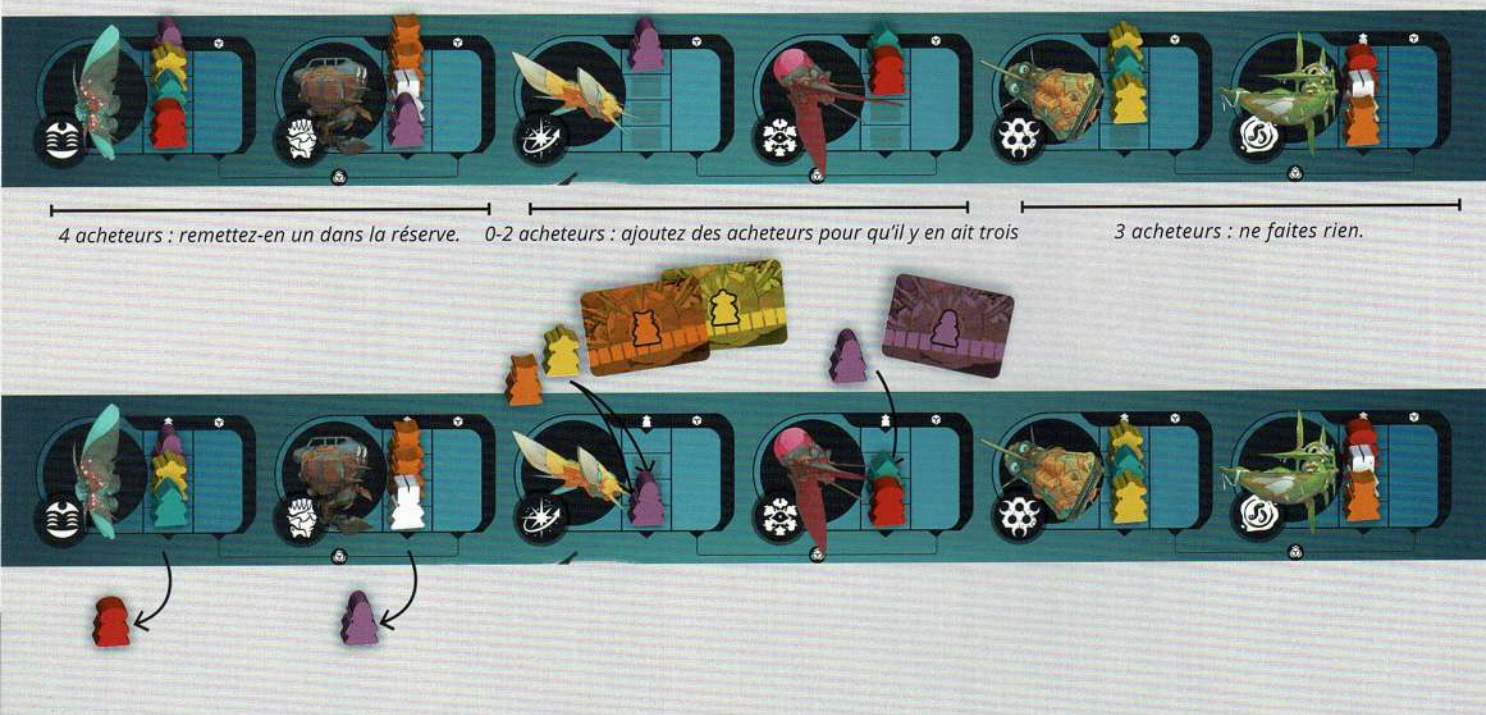 4 acheteurs : remettez-en un dans la réserve.
0-2 acheteurs : ajoutez des acheteurs pour qu'il y en ait trois
3 acheteurs : ne faites rien.